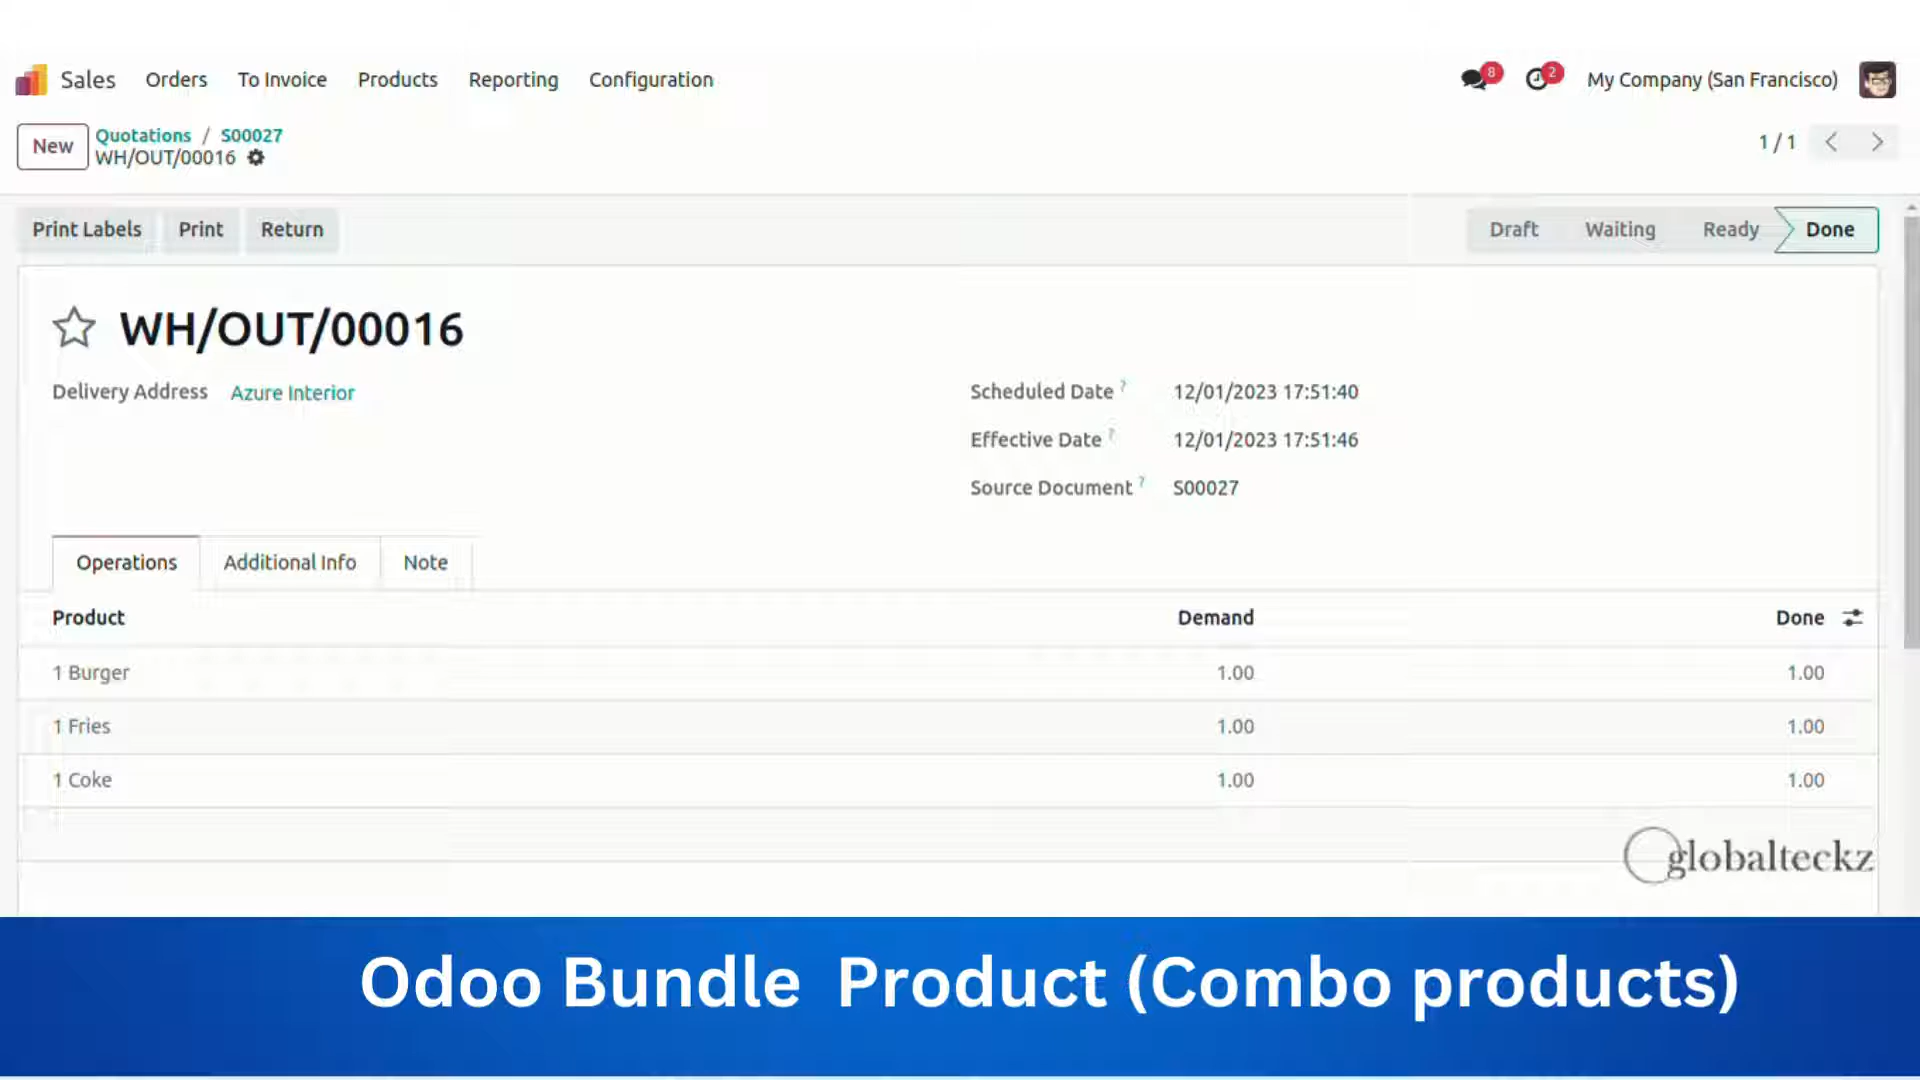 Sales Orders To Invoice Products Reporting Configuration 8 2 My Company (San Francisco)
New Quotations / S00027
WH/OUT/00016
1 / 1
Print Labels Print Return Draft Waiting Ready Done
WH/OUT/00016
Delivery Address Azure Interior Scheduled Date ? 12/01/2023 17:51:40
Effective Date ? 12/01/2023 17:51:46
Source Document ? S00027
Operations Additional Info Note
Product Demand Done
1 Burger 1.00 1.00
1 Fries 1.00 1.00
1 Coke 1.00 1.00
globalteckz
Odoo Bundle Product (Combo products)